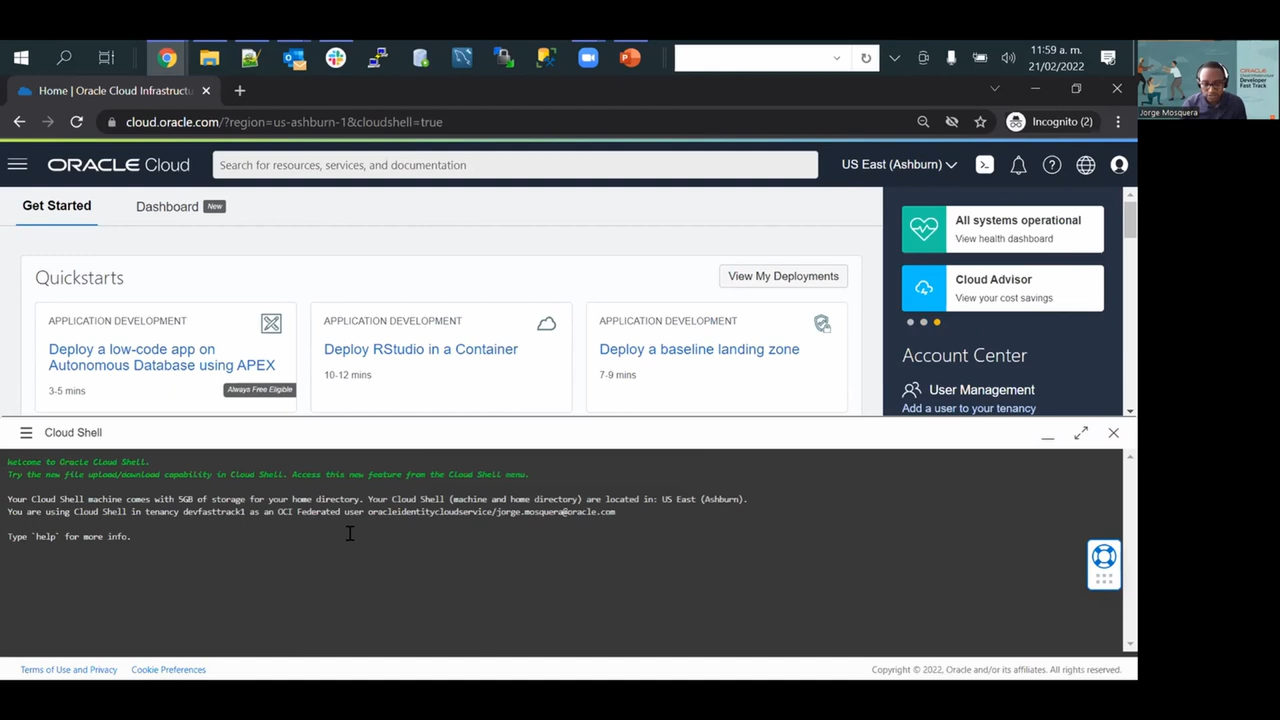 11:59 a. m.
21/02/2022
ORACLE
Cloud Infrastructure
Developer
Fast Track
Jorge Mosquera
Home | Oracle Cloud Infrastructu
cloud.oracle.com/?region=us-ashburn-1&cloudshell=true
Incognito (2)
ORACLE Cloud
Search for resources, services, and documentation
US East (Ashburn)
Get Started
Dashboard New
All systems operational
View health dashboard
Quickstarts
View My Deployments
Cloud Advisor
View your cost savings
APPLICATION DEVELOPMENT
Deploy a low-code app on
Autonomous Database using APEX
3-5 mins
Always Free Eligible
APPLICATION DEVELOPMENT
Deploy RStudio in a Container
10-12 mins
APPLICATION DEVELOPMENT
Deploy a baseline landing zone
7-9 mins
Account Center
User Management
Add a user to your tenancy
Cloud Shell
Welcome to Oracle Cloud Shell.
Try the new file upload/download capability in Cloud Shell. Access this new feature from the Cloud Shell menu.
Your Cloud Shell machine comes with 5GB of storage for your home directory. Your Cloud Shell (machine and home directory) are located in: US East (Ashburn).
You are using Cloud Shell in tenancy devfasttrack1 as an OCI Federated user oracleidentitycloudservice/jorge.mosquera@oracle.com
Type `help` for more info.
Terms of Use and Privacy
Cookie Preferences
Copyright © 2022, Oracle and/or its affiliates. All rights reserved.